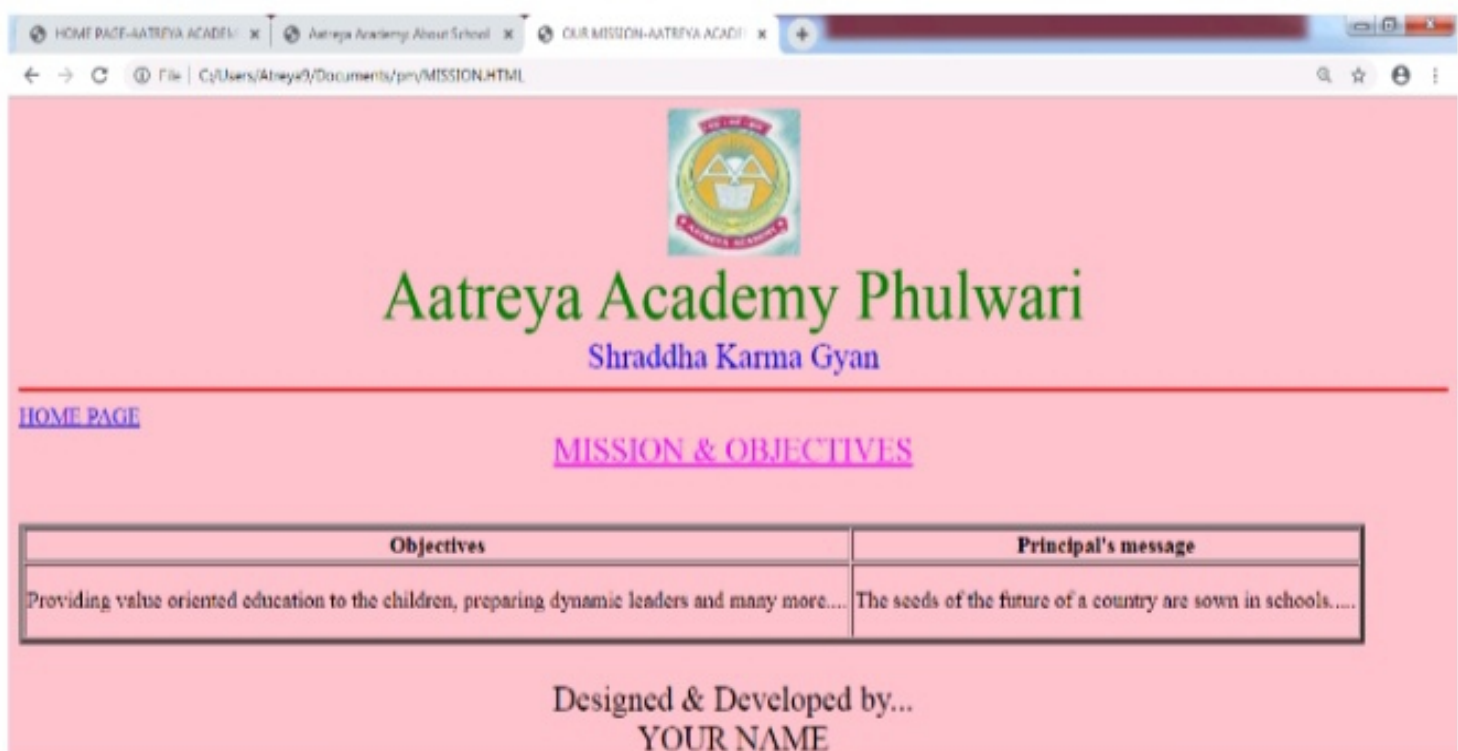 HOME PAGE-AATREYA ACADEM
Aatreya Academy: About School
OUR MISSION-AATREYA ACADE
File | C:/Users/Atreya9/Documents/pm/MISSION.HTML
AATREYA ACADEMY
Aatreya Academy Phulwari
Shraddha Karma Gyan
HOME PAGE
MISSION & OBJECTIVES
Objectives Principal's message
Providing value oriented education to the children, preparing dynamic leaders and many more.... The seeds of the future of a country are sown in schools.....
Designed & Developed by...
YOUR NAME